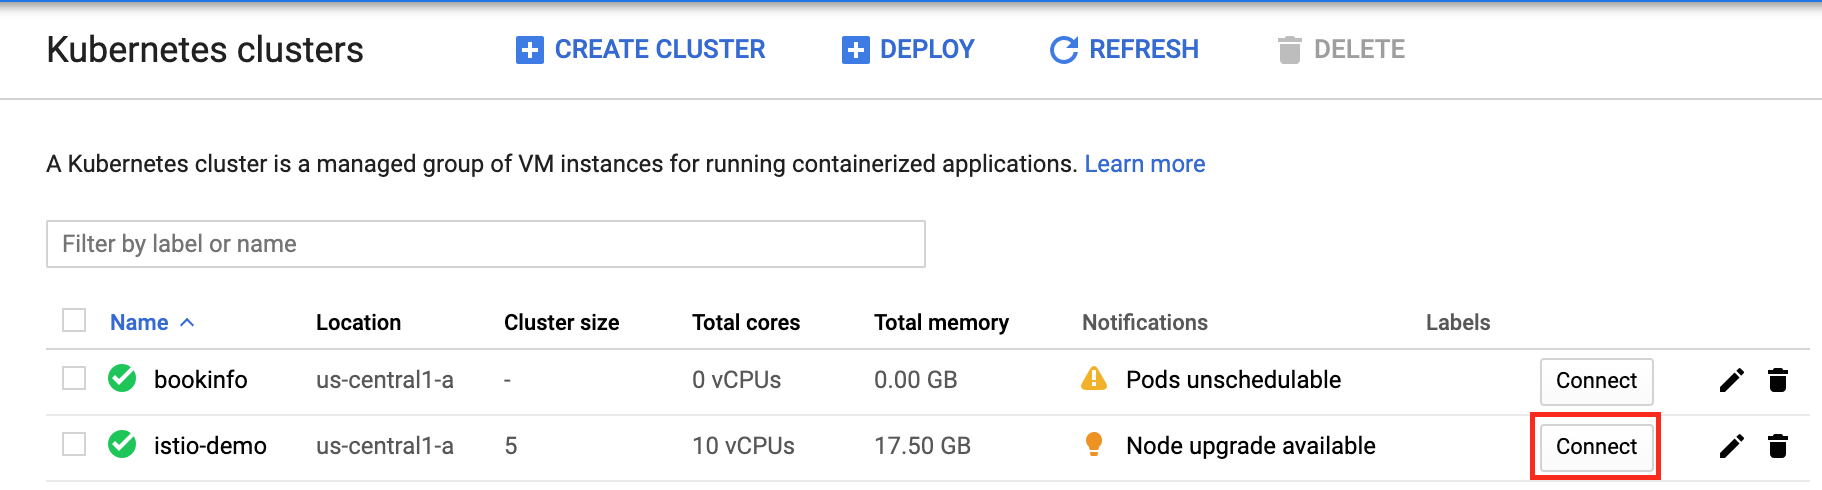 Kubernetes clusters CREATE CLUSTER DEPLOY REFRESH DELETE
A Kubernetes cluster is a managed group of VM instances for running containerized applications. Learn more
Filter by label or name
Name Location Cluster size Total cores Total memory Notifications Labels
bookinfo us-central1-a - 0 vCPUs 0.00 GB Pods unschedulable Connect
istio-demo us-central1-a 5 10 vCPUs 17.50 GB Node upgrade available Connect